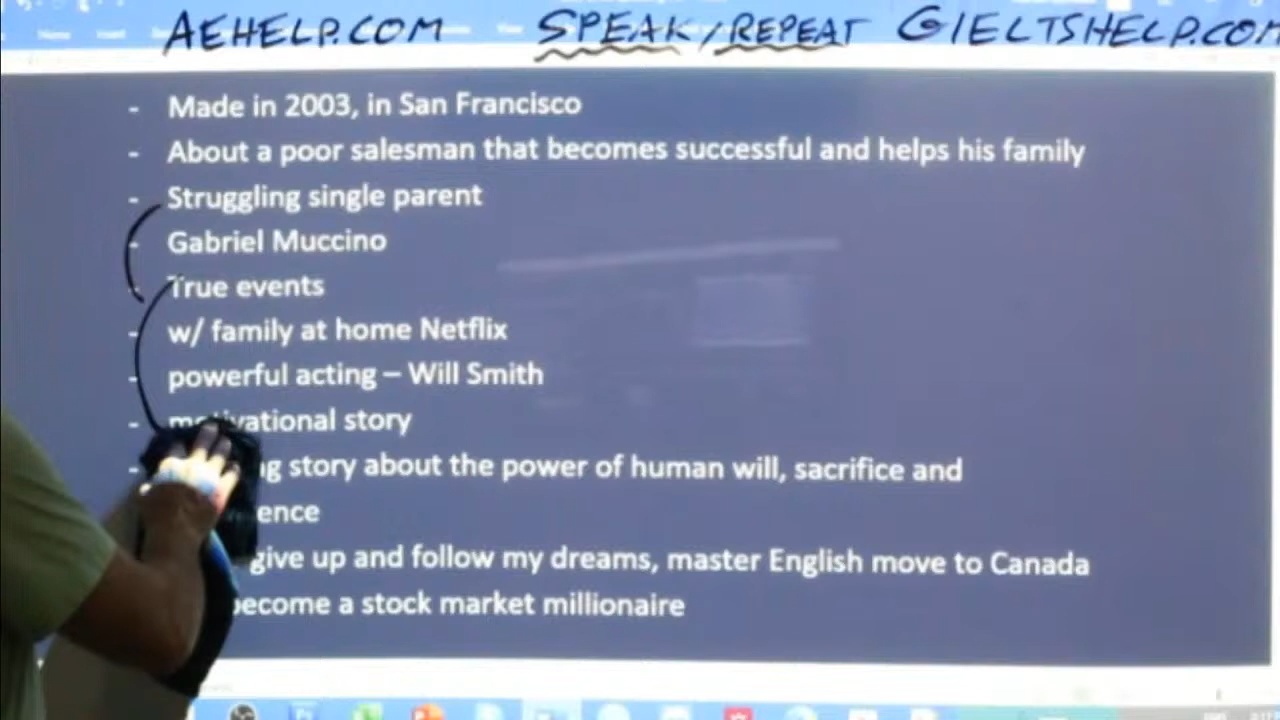 AEHELP.COM SPEAK/REPEAT GIELTSHELP.COM
- Made in 2003, in San Francisco
- About a poor salesman that becomes successful and helps his family
- Struggling single parent
- Gabriel Muccino
- True events
- w/ family at home Netflix
- powerful acting – Will Smith
- motivational story
- story about the power of human will, sacrifice and
give up and follow my dreams, master English move to Canada
become a stock market millionaire